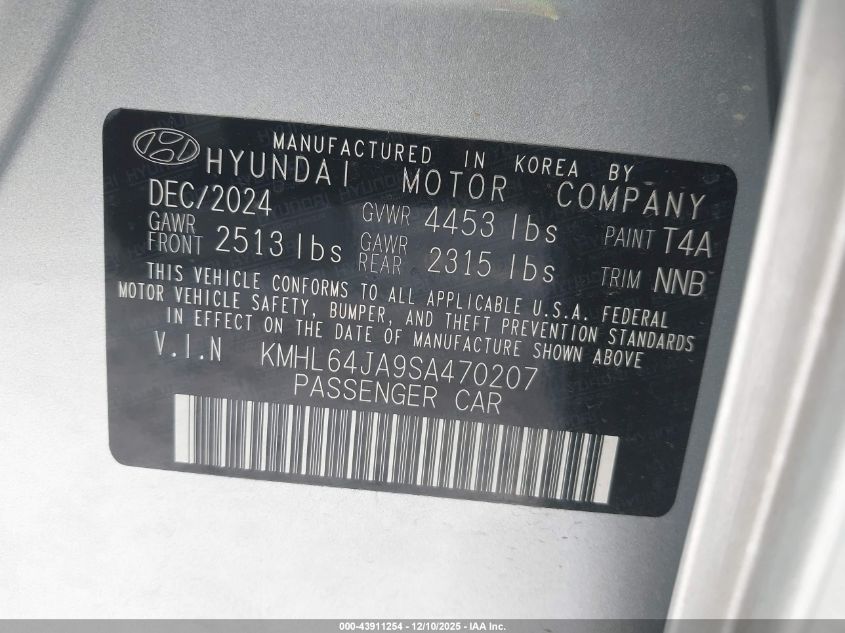 MANUFACTURED IN KOREA BY
HYUNDAI MOTOR COMPANY
DEC/2024 GVWR 4453 lbs PAINT T4A
GAWR FRONT 2513 lbs GAWR REAR 2315 lbs TRIM NNB
THIS VEHICLE CONFORMS TO ALL APPLICABLE U.S.A. FEDERAL
MOTOR VEHICLE SAFETY, BUMPER, AND THEFT PREVENTION STANDARDS
IN EFFECT ON THE DATE OF MANUFACTURE SHOWN ABOVE
V.I.N KMHL64JA9SA470207
PASSENGER CAR
000-43911254 - 12/10/2025 - IAA Inc.